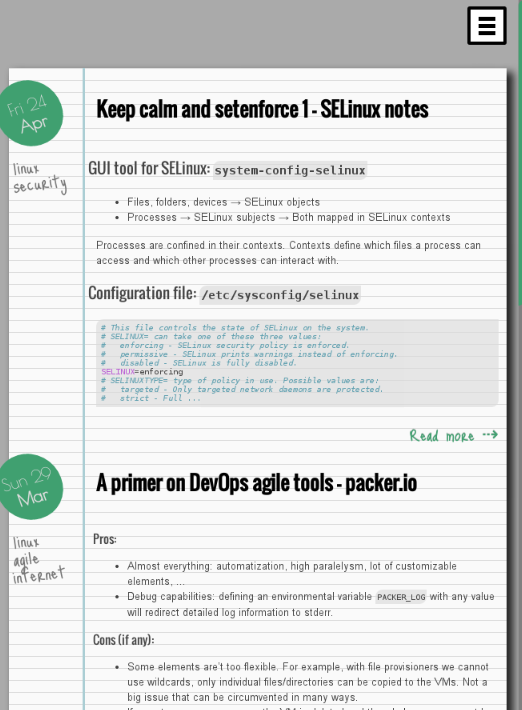 Fri 24
Apr
Keep calm and setenforce 1 - SELinux notes
linux
security
GUI tool for SELinux: system-config-selinux
• Files, folders, devices → SELinux objects
• Processes → SELinux subjects → Both mapped in SELinux contexts
Processes are confined in their contexts. Contexts define which files a process can
access and which other processes can interact with.
Configuration file: /etc/sysconfig/selinux
# This file controls the state of SELinux on the system.
# SELINUX= can take one of these three values:
#   enforcing - SELinux security policy is enforced.
#   permissive - SELinux prints warnings instead of enforcing.
#   disabled - SELinux is fully disabled.
SELINUX=enforcing
# SELINUXTYPE= type of policy in use. Possible values are:
#   targeted - Only targeted network daemons are protected.
#   strict - Full ...
Read more ⇢
Sun 29
Mar
A primer on DevOps agile tools - packer.io
linux
agile
internet
Pros:
• Almost everything: automatization, high paralelysm, lot of customizable
elements, ...
• Debug capabilities: defining an environmental variable PACKER_LOG with any value
will redirect detailed log information to stderr.
Cons (if any):
• Some elements are't too flexible. For example, with file provisioners we cannot
use wildcards, only individual files/directories can be copied to the VMs. Not a
big issue that can be circumvented in many ways.